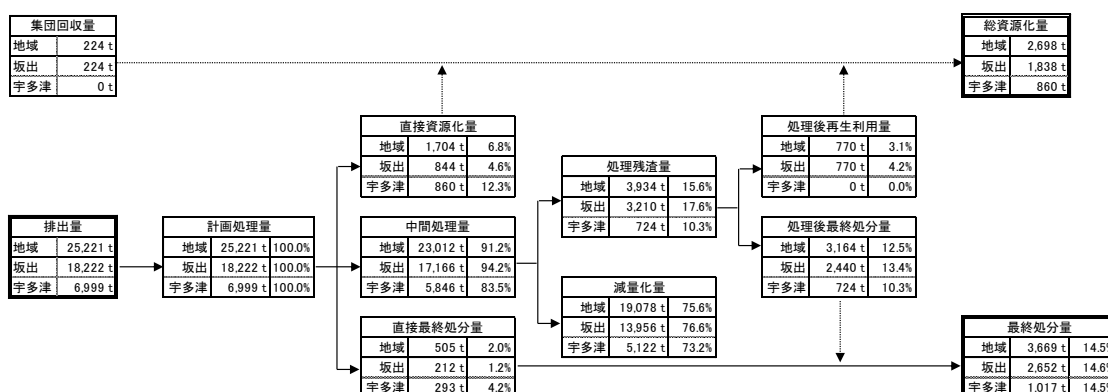 集団回収量
地域 224 t
坂出 224 t
宇多津 0 t
総資源化量
地域 2,698 t
坂出 1,838 t
宇多津 860 t
直接資源化量
地域 1,704 t 6.8%
坂出 844 t 4.6%
宇多津 860 t 12.3%
処理後再生利用量
地域 770 t 3.1%
坂出 770 t 4.2%
宇多津 0 t 0.0%
処理残渣量
地域 3,934 t 15.6%
坂出 3,210 t 17.6%
宇多津 724 t 10.3%
排出量
地域 25,221 t
坂出 18,222 t
宇多津 6,999 t
計画処理量
地域 25,221 t 100.0%
坂出 18,222 t 100.0%
宇多津 6,999 t 100.0%
中間処理量
地域 23,012 t 91.2%
坂出 17,166 t 94.2%
宇多津 5,846 t 83.5%
処理後最終処分量
地域 3,164 t 12.5%
坂出 2,440 t 13.4%
宇多津 724 t 10.3%
減量化量
地域 19,078 t 75.6%
坂出 13,956 t 76.6%
宇多津 5,122 t 73.2%
直接最終処分量
地域 505 t 2.0%
坂出 212 t 1.2%
宇多津 293 t 4.2%
最終処分量
地域 3,669 t 14.5%
坂出 2,652 t 14.6%
宇多津 1,017 t 14.5%